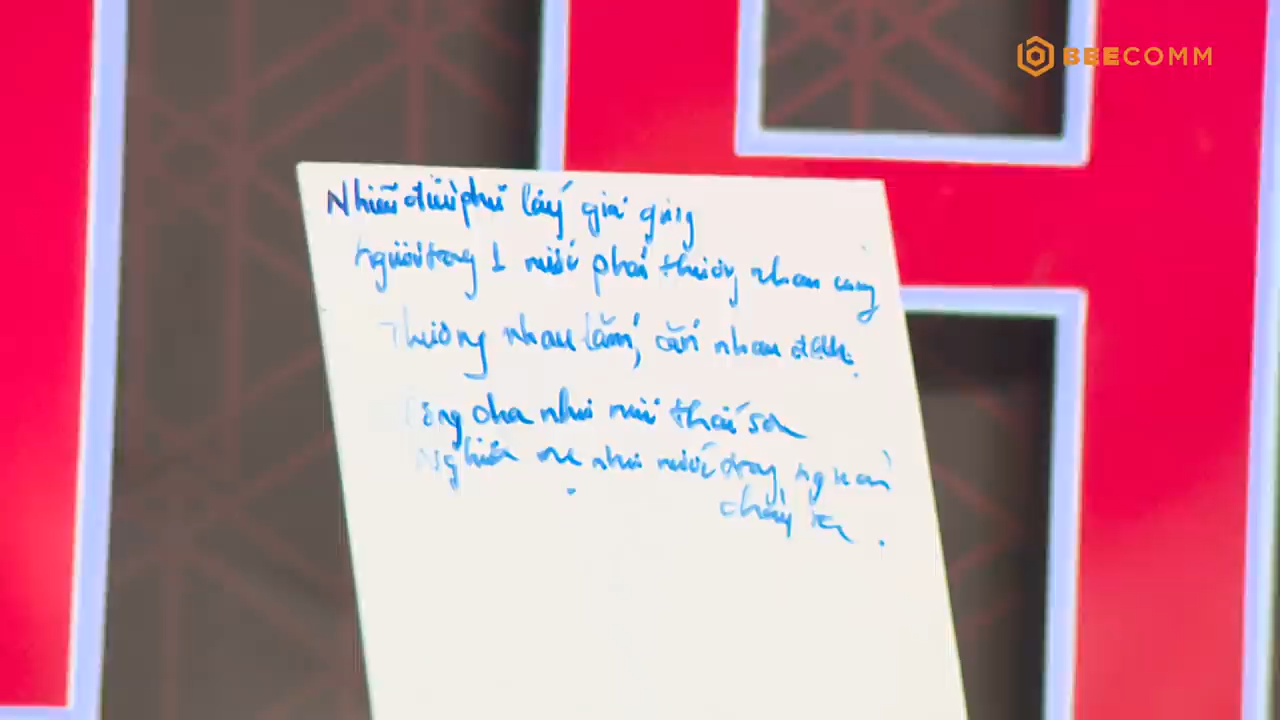 BEECOMM
Nhiễu điều phủ lấy giá gương
Người trong 1 nước phải thương nhau cùng
Thương nhau lắm, cắn nhau đau.
Công cha như núi thái sơn
Nghĩa mẹ như nước trong nguồn
chảy ra.